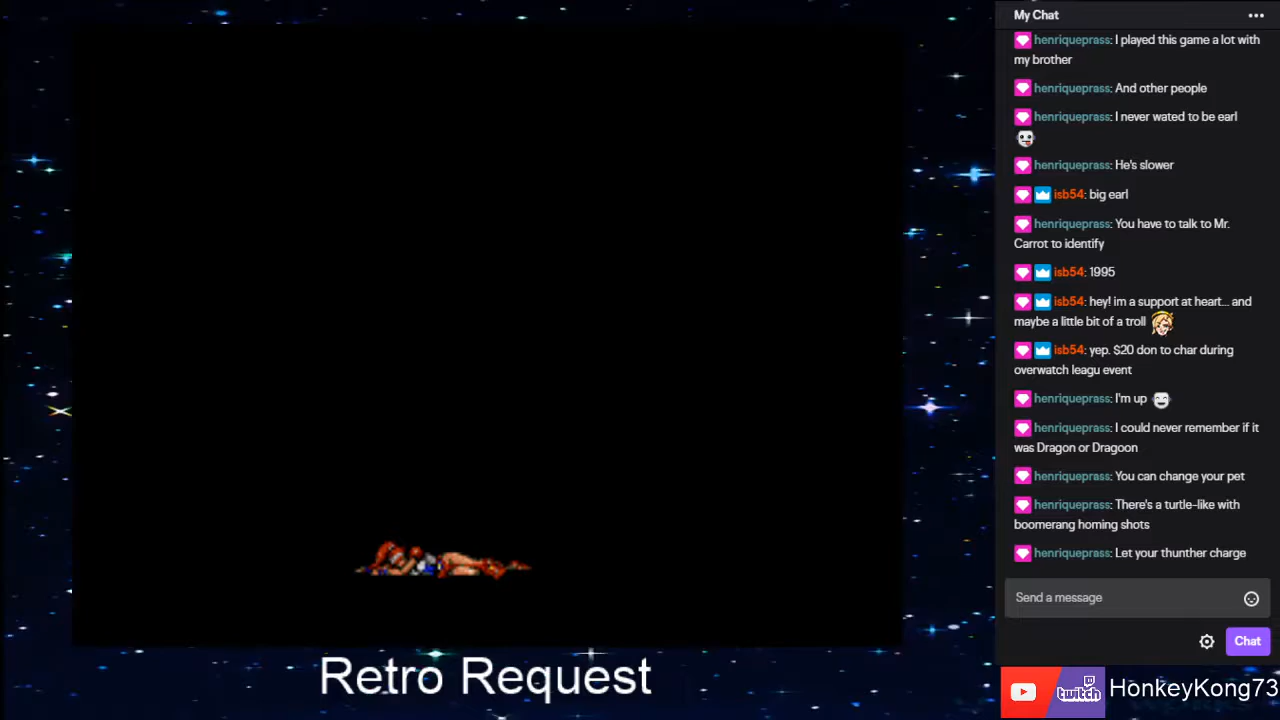 My Chat
henriqueprass: I played this game a lot with
my brother
henriqueprass: And other people
henriqueprass: I never wated to be earl
henriqueprass: He's slower
isb54: big earl
henriqueprass: You have to talk to Mr.
Carrot to identify
isb54: 1995
isb54: hey! im a support at heart... and
maybe a little bit of a troll
isb54: yep. $20 don to char during
overwatch leagu event
henriqueprass: I'm up
henriqueprass: I could never remember if it
was Dragon or Dragoon
henriqueprass: You can change your pet
henriqueprass: There's a turtle-like with
boomerang homing shots
henriqueprass: Let your thunther charge
Send a message
Chat
Retro Request
twitch
HonkeyKong73